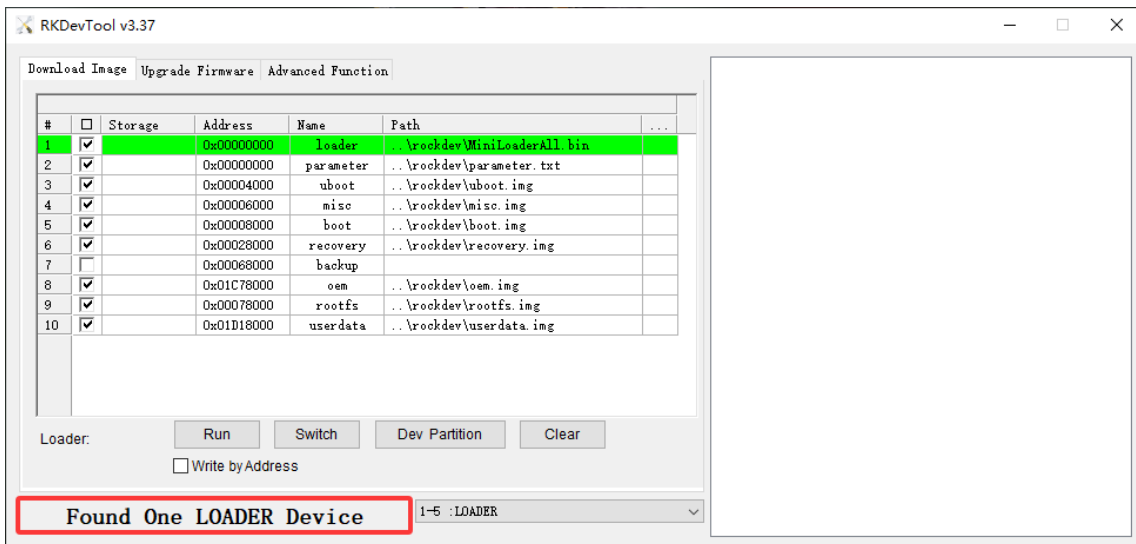 RKDevTool v3.37
Download Image Upgrade Firmware Advanced Function
# Storage Address Name Path ...
1 0x00000000 loader ..\rockdev\MiniLoaderAll.bin
2 0x00000000 parameter ..\rockdev\parameter.txt
3 0x00004000 uboot ..\rockdev\uboot.img
4 0x00006000 misc ..\rockdev\misc.img
5 0x00008000 boot ..\rockdev\boot.img
6 0x00028000 recovery ..\rockdev\recovery.img
7 0x00068000 backup
8 0x01C78000 oem ..\rockdev\oem.img
9 0x00078000 rootfs ..\rockdev\rootfs.img
10 0x01D18000 userdata ..\rockdev\userdata.img
Loader: Run Switch Dev Partition Clear
Write by Address
Found One LOADER Device 1-5 :LOADER